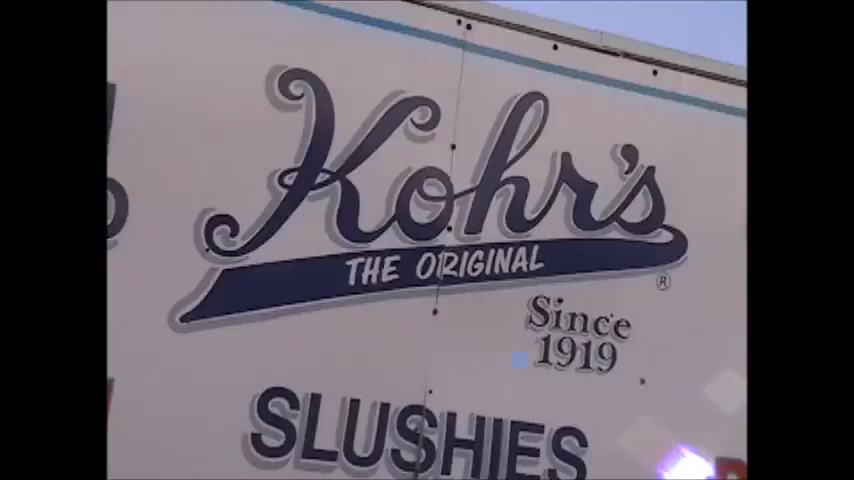 Kohr's
THE ORIGINAL
®
Since
1919
SLUSHIES